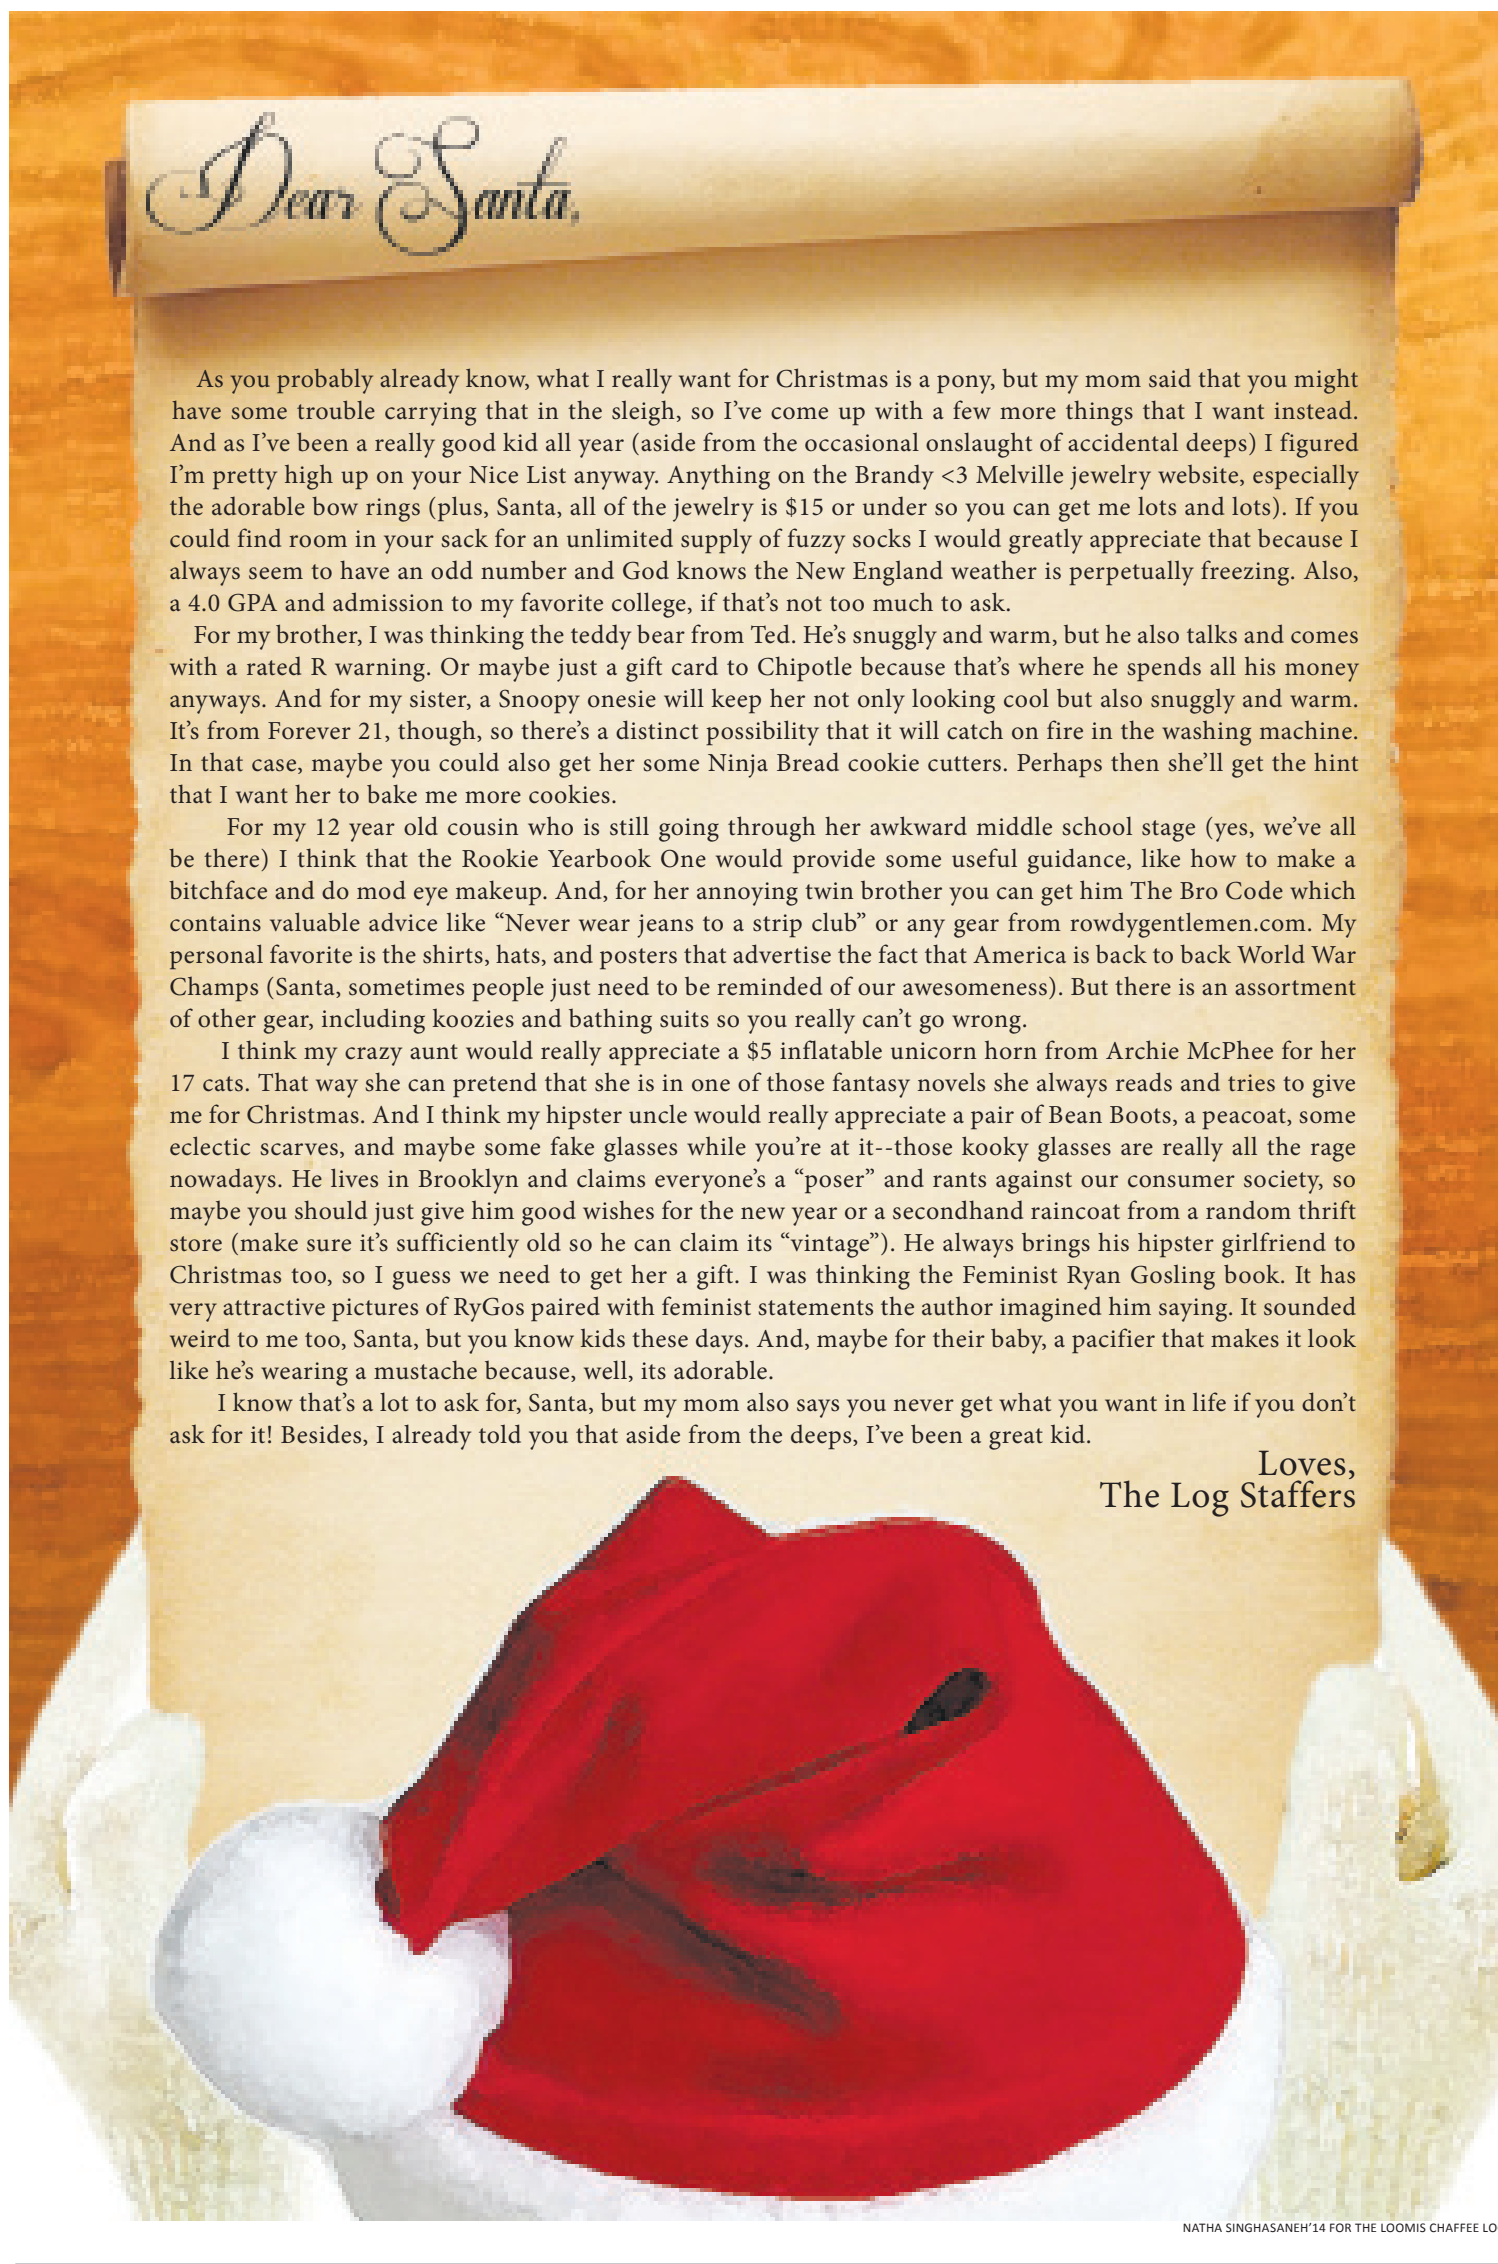 Dear Santa,
As you probably already know, what I really want for Christmas is a pony, but my mom said that you might
have some trouble carrying that in the sleigh, so I've come up with a few more things that I want instead.
And as I've been a really good kid all year (aside from the occasional onslaught of accidental deeps) I figured
I'm pretty high up on your Nice List anyway. Anything on the Brandy <3 Melville jewelry website, especially
the adorable bow rings (plus, Santa, all of the jewelry is $15 or under so you can get me lots and lots). If you
could find room in your sack for an unlimited supply of fuzzy socks I would greatly appreciate that because I
always seem to have an odd number and God knows the New England weather is perpetually freezing. Also,
a 4.0 GPA and admission to my favorite college, if that's not too much to ask.
For my brother, I was thinking the teddy bear from Ted. He's snuggly and warm, but he also talks and comes
with a rated R warning. Or maybe just a gift card to Chipotle because that's where he spends all his money
anyways. And for my sister, a Snoopy onesie will keep her not only looking cool but also snuggly and warm.
It's from Forever 21, though, so there's a distinct possibility that it will catch on fire in the washing machine.
In that case, maybe you could also get her some Ninja Bread cookie cutters. Perhaps then she'll get the hint
that I want her to bake me more cookies.
For my 12 year old cousin who is still going through her awkward middle school stage (yes, we've all
be there) I think that the Rookie Yearbook One would provide some useful guidance, like how to make a
bitchface and do mod eye makeup. And, for her annoying twin brother you can get him The Bro Code which
contains valuable advice like “Never wear jeans to a strip club” or any gear from rowdygentlemen.com. My
personal favorite is the shirts, hats, and posters that advertise the fact that America is back to back World War
Champs (Santa, sometimes people just need to be reminded of our awesomeness). But there is an assortment
of other gear, including koozies and bathing suits so you really can't go wrong.
I think my crazy aunt would really appreciate a $5 inflatable unicorn horn from Archie McPhee for her
17 cats. That way she can pretend that she is in one of those fantasy novels she always reads and tries to give
me for Christmas. And I think my hipster uncle would really appreciate a pair of Bean Boots, a peacoat, some
eclectic scarves, and maybe some fake glasses while you're at it--those kooky glasses are really all the rage
nowadays. He lives in Brooklyn and claims everyone's a “poser” and rants against our consumer society, so
maybe you should just give him good wishes for the new year or a secondhand raincoat from a random thrift
store (make sure it's sufficiently old so he can claim its “vintage”). He always brings his hipster girlfriend to
Christmas too, so I guess we need to get her a gift. I was thinking the Feminist Ryan Gosling book. It has
very attractive pictures of RyGos paired with feminist statements the author imagined him saying. It sounded
weird to me too, Santa, but you know kids these days. And, maybe for their baby, a pacifier that makes it look
like he's wearing a mustache because, well, its adorable.
I know that's a lot to ask for, Santa, but my mom also says you never get what you want in life if you don't
ask for it! Besides, I already told you that aside from the deeps, I've been a great kid.
Loves,
The Log Staffers
NATHA SINGHASANEH'14 FOR THE LOOMIS CHAFFEE LO